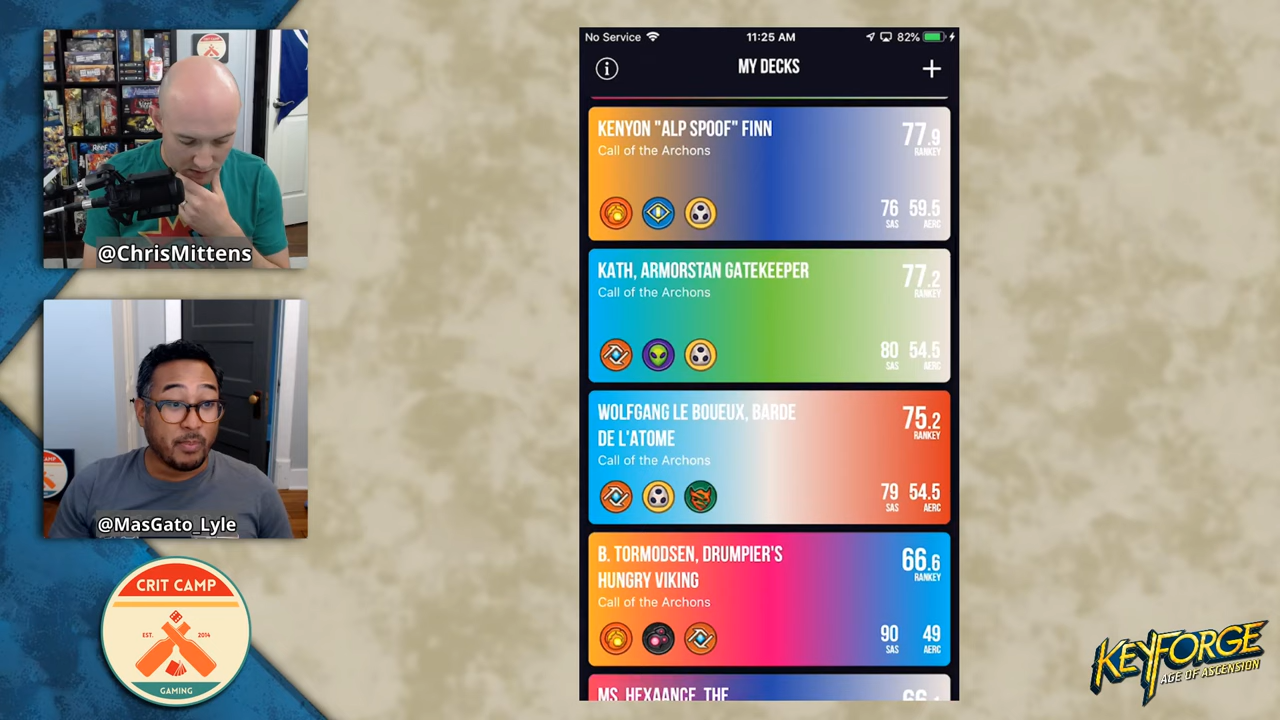 No Service
11:25 AM
82%
MY DECKS
KENYON "ALP SPOOF" FINN
Call of the Archons
77.9
RANKEY
76 59.5
SAS AERC
KATH, ARMORSTAN GATEKEEPER
Call of the Archons
77.2
RANKEY
80 54.5
SAS AERC
WOLFGANG LE BOUEUX, BARDE
DE L'ATOME
Call of the Archons
75.2
RANKEY
79 54.5
SAS AERC
B. TORMODSEN, DRUMPIER'S
HUNGRY VIKING
Call of the Archons
66.6
RANKEY
90 49
SAS AERC
MS. HEXAANCE, THE
@ChrisMittens
@MasGato_Lyle
CRIT CAMP
EST. 2014
GAMING
KEYFORGE
AGE OF ASCENSION